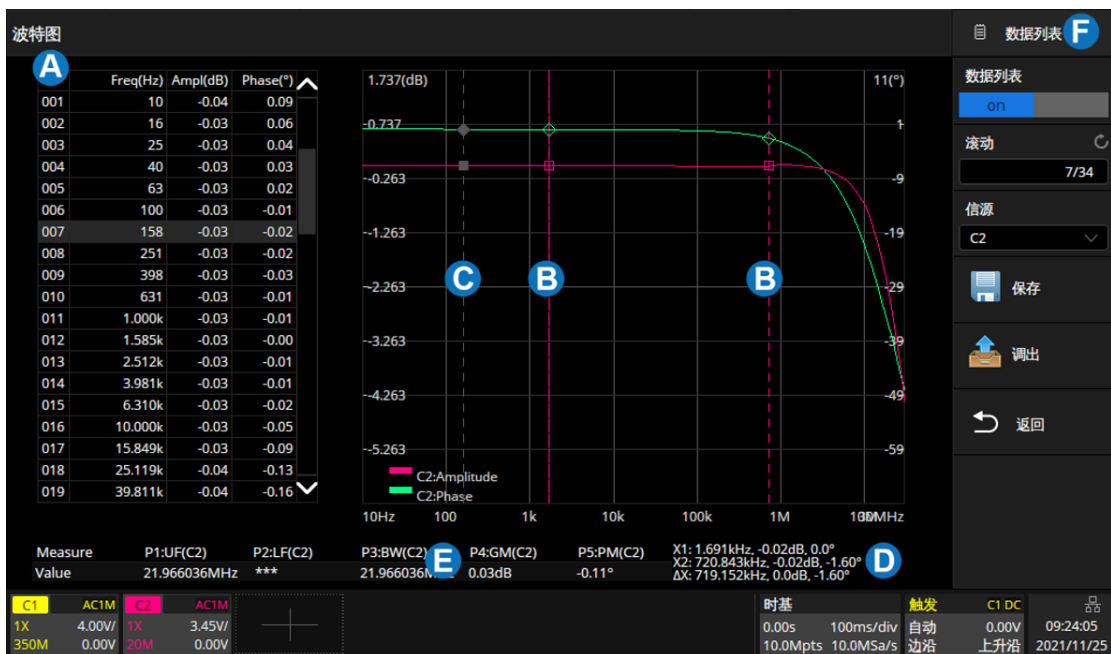 波特图
数据列表 F
A
Freq(Hz) Ampl(dB) Phase(°)
001 10 -0.04 0.09
002 16 -0.03 0.06
003 25 -0.03 0.04
004 40 -0.03 0.03
005 63 -0.03 0.02
006 100 -0.03 -0.01
007 158 -0.03 -0.02
008 251 -0.03 -0.02
009 398 -0.03 -0.03
010 631 -0.03 -0.01
011 1.000k -0.03 -0.01
012 1.585k -0.03 -0.00
013 2.512k -0.03 -0.01
014 3.981k -0.03 -0.01
015 6.310k -0.03 -0.02
016 10.000k -0.03 -0.05
017 15.849k -0.03 -0.09
018 25.119k -0.04 -0.13
019 39.811k -0.04 -0.16
1.737(dB) 11(°)
-0.737 1
-0.263 -9
-1.263 -19
C B B
-2.263 -29
-3.263 -39
-4.263 -49
-5.263 -59
C2:Amplitude
C2:Phase
10Hz 100 1k 10k 100k 1M MHz
数据列表
on
滚动
7/34
信源
C2
保存
调出
返回
Measure P1:UF(C2) P2:LF(C2) P3:BW(C2) P4:GM(C2) P5:PM(C2)
Value 21.966036MHz *** 21.966036 0.03dB -0.11°
E
X1: 1.691kHz, -0.02dB, 0.0°
X2: 720.843kHz, -0.02dB, -1.60°
ΔX: 719.152kHz, 0.0dB, -1.60°
D
C1 AC1M
1X 4.00V/
350M 0.00V
C2 AC1M
1X 3.45V/
20M 0.00V
时基
0.00s 100ms/div
10.0Mpts 10.0MSa/s
触发 C1 DC
自动 0.00V
边沿 上升沿
09:24:05
2021/11/25